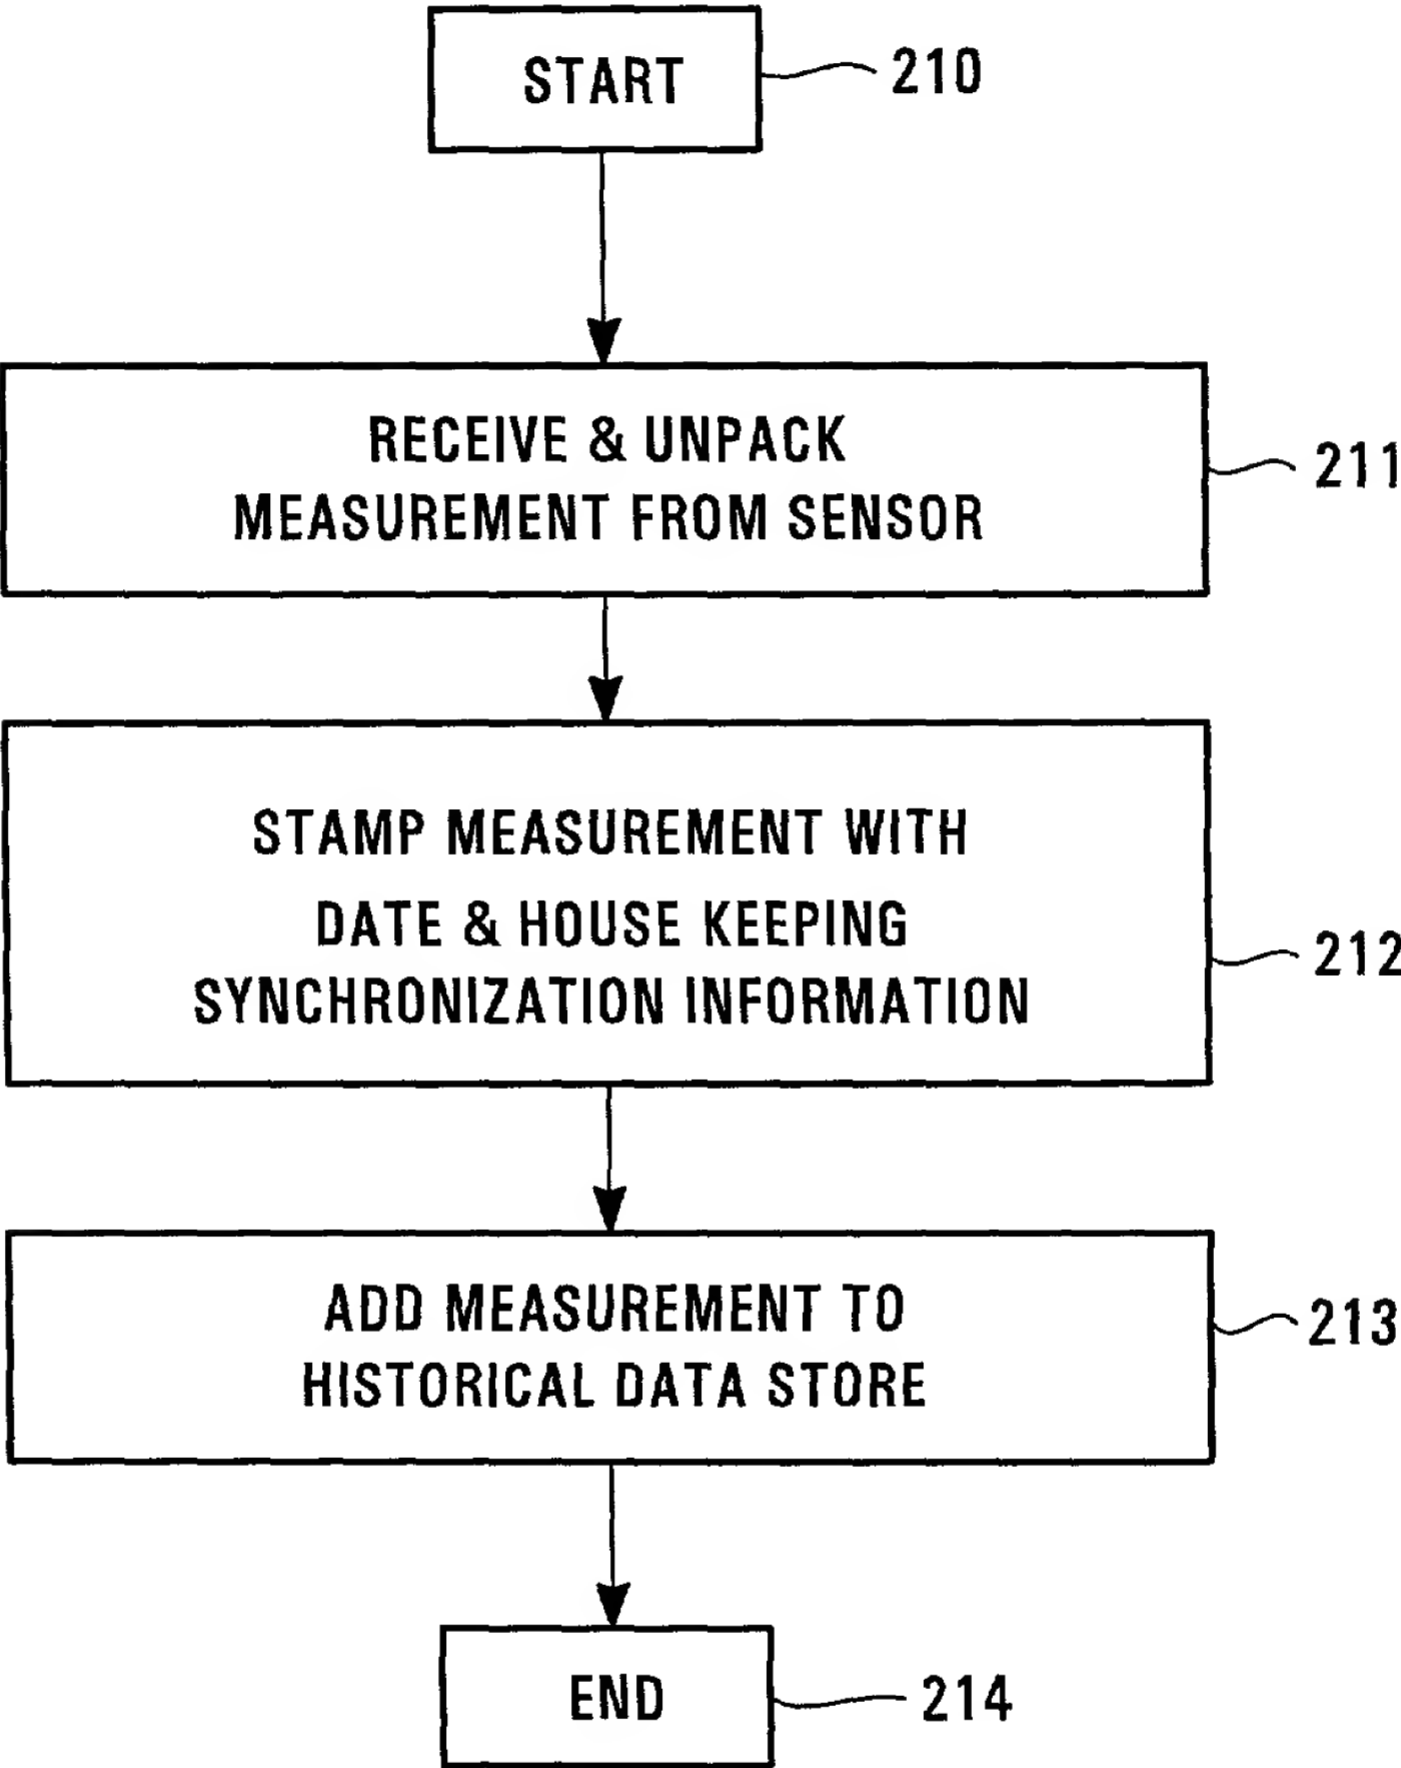 START
210
RECEIVE & UNPACK
MEASUREMENT FROM SENSOR
211
STAMP MEASUREMENT WITH
DATE & HOUSE KEEPING
SYNCHRONIZATION INFORMATION
212
ADD MEASUREMENT TO
HISTORICAL DATA STORE
213
END
214